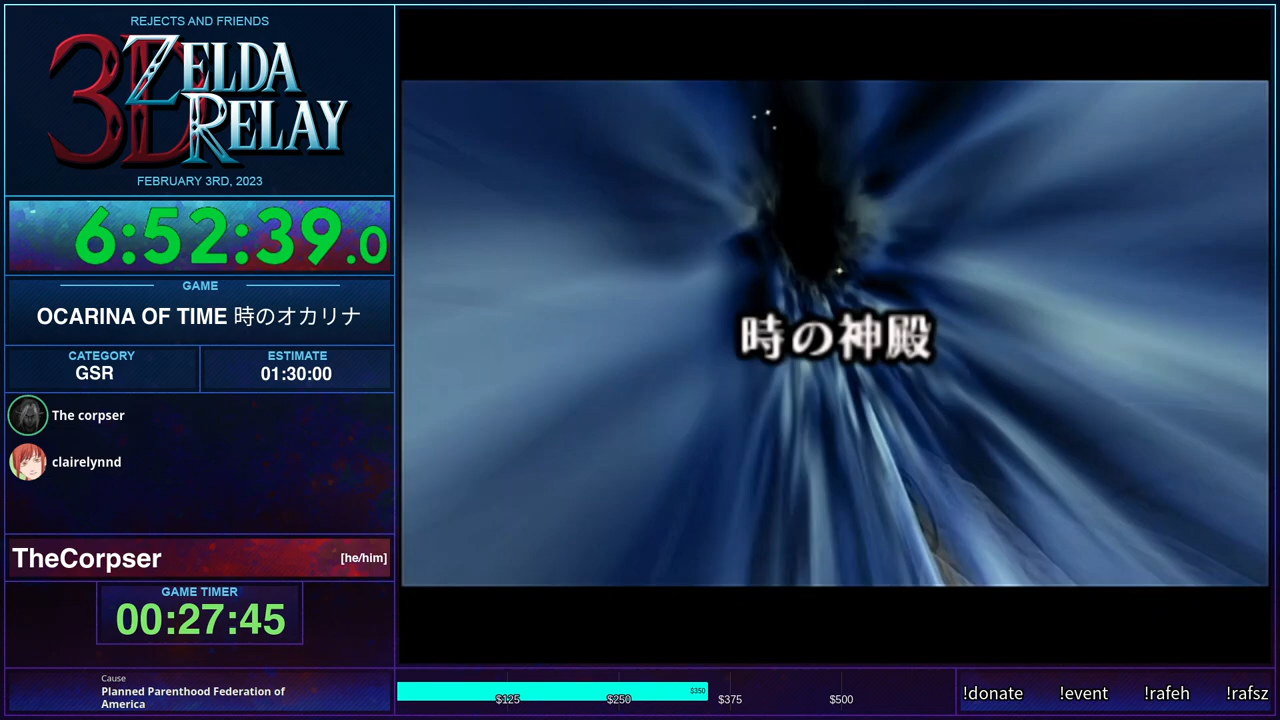 REJECTS AND FRIENDS
3D ZELDA
RELAY
FEBRUARY 3RD, 2023
6:52:39.0
GAME
OCARINA OF TIME 時のオカリナ
CATEGORY
GSR
ESTIMATE
01:30:00
The corpser
clairelynnd
TheCorpser
[he/him]
GAME TIMER
00:27:45
Cause
Planned Parenthood Federation of
America
時の神殿
$350
$125 $250 $375 $500
!donate !event !rafeh !rafsz